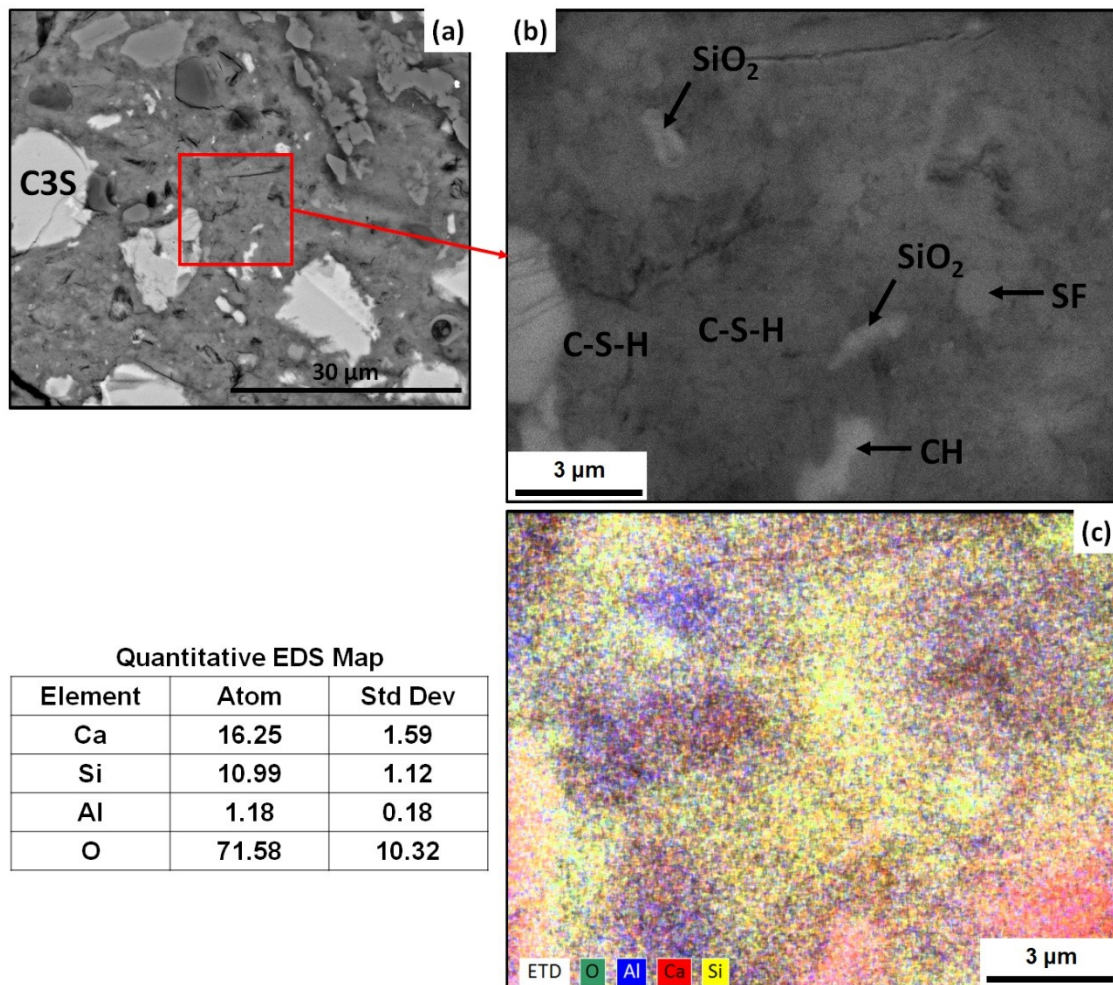 (a)
C3S
30 μm
(b)
SiO₂
SiO₂
SF
C-S-H
C-S-H
CH
3 μm
(c)
ETD O Al Ca Si
3 μm
Quantitative EDS Map
Element Atom Std Dev
Ca 16.25 1.59
Si 10.99 1.12
Al 1.18 0.18
O 71.58 10.32